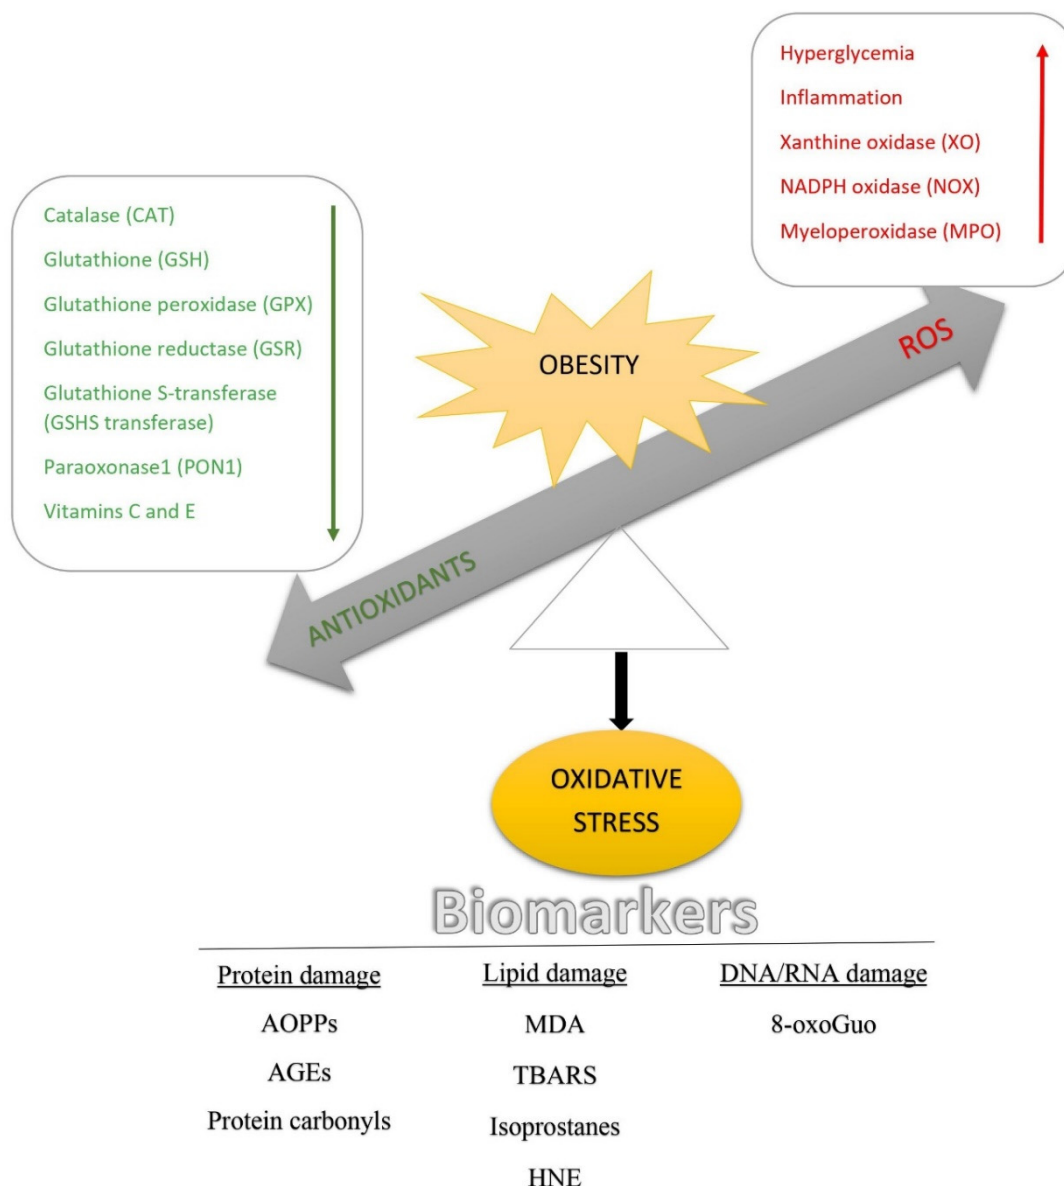 Hyperglycemia
Inflammation
Xanthine oxidase (XO)
NADPH oxidase (NOX)
Myeloperoxidase (MPO)
Catalase (CAT)
Glutathione (GSH)
Glutathione peroxidase (GPX)
Glutathione reductase (GSR)
Glutathione S-transferase
(GSHS transferase)
Paraoxonase1 (PON1)
Vitamins C and E
OBESITY
ROS
ANTIOXIDANTS
OXIDATIVE
STRESS
Biomarkers
Protein damage
AOPPs
AGEs
Protein carbonyls
Lipid damage
MDA
TBARS
Isoprostanes
HNE
DNA/RNA damage
8-oxoGuo